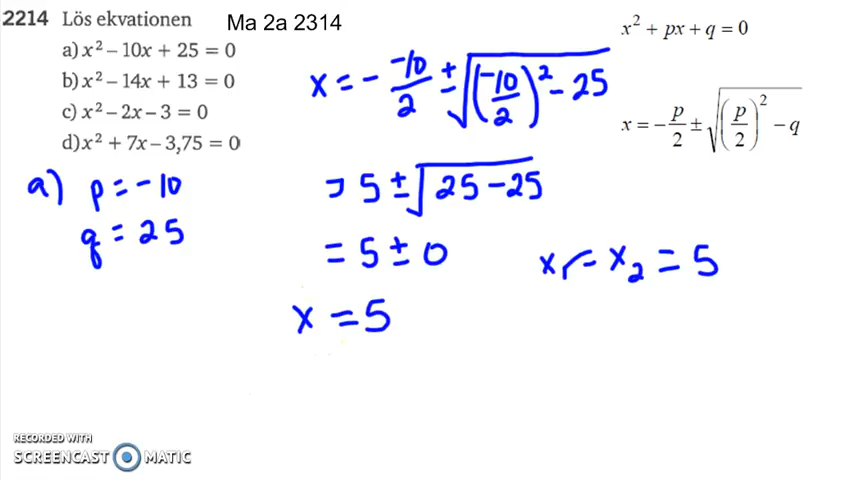 2214 Lös ekvationen
Ma 2a 2314
a) x² – 10x + 25 = 0
b) x² – 14x + 13 = 0
c) x² – 2x – 3 = 0
d) x² + 7x – 3,75 = 0
a) p = -10
q = 25
x = - -10/2 ± √((-10/2)² - 25)
= 5 ± √(25 - 25)
= 5 ± 0
x = 5
x₁ = x₂ = 5
x² + px + q = 0
x = -p/2 ± √((p/2)² - q)
RECORDED WITH
SCREENCAST MATIC